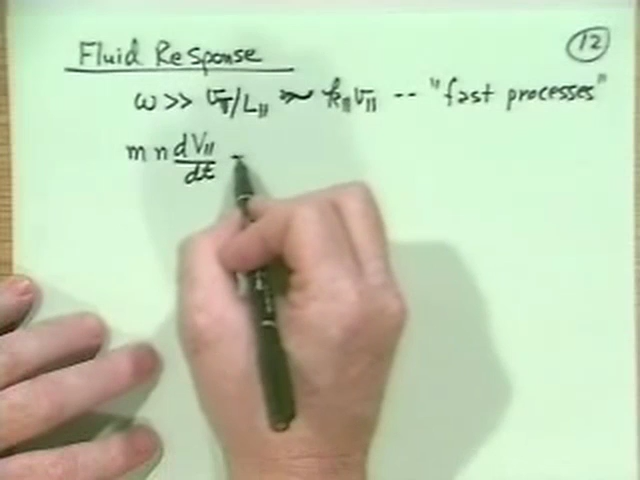 Fluid Response
12
ω >> v_T/L_∥ ~ k_∥ v_∥ -- "fast processes"
m n dV_∥/dt -